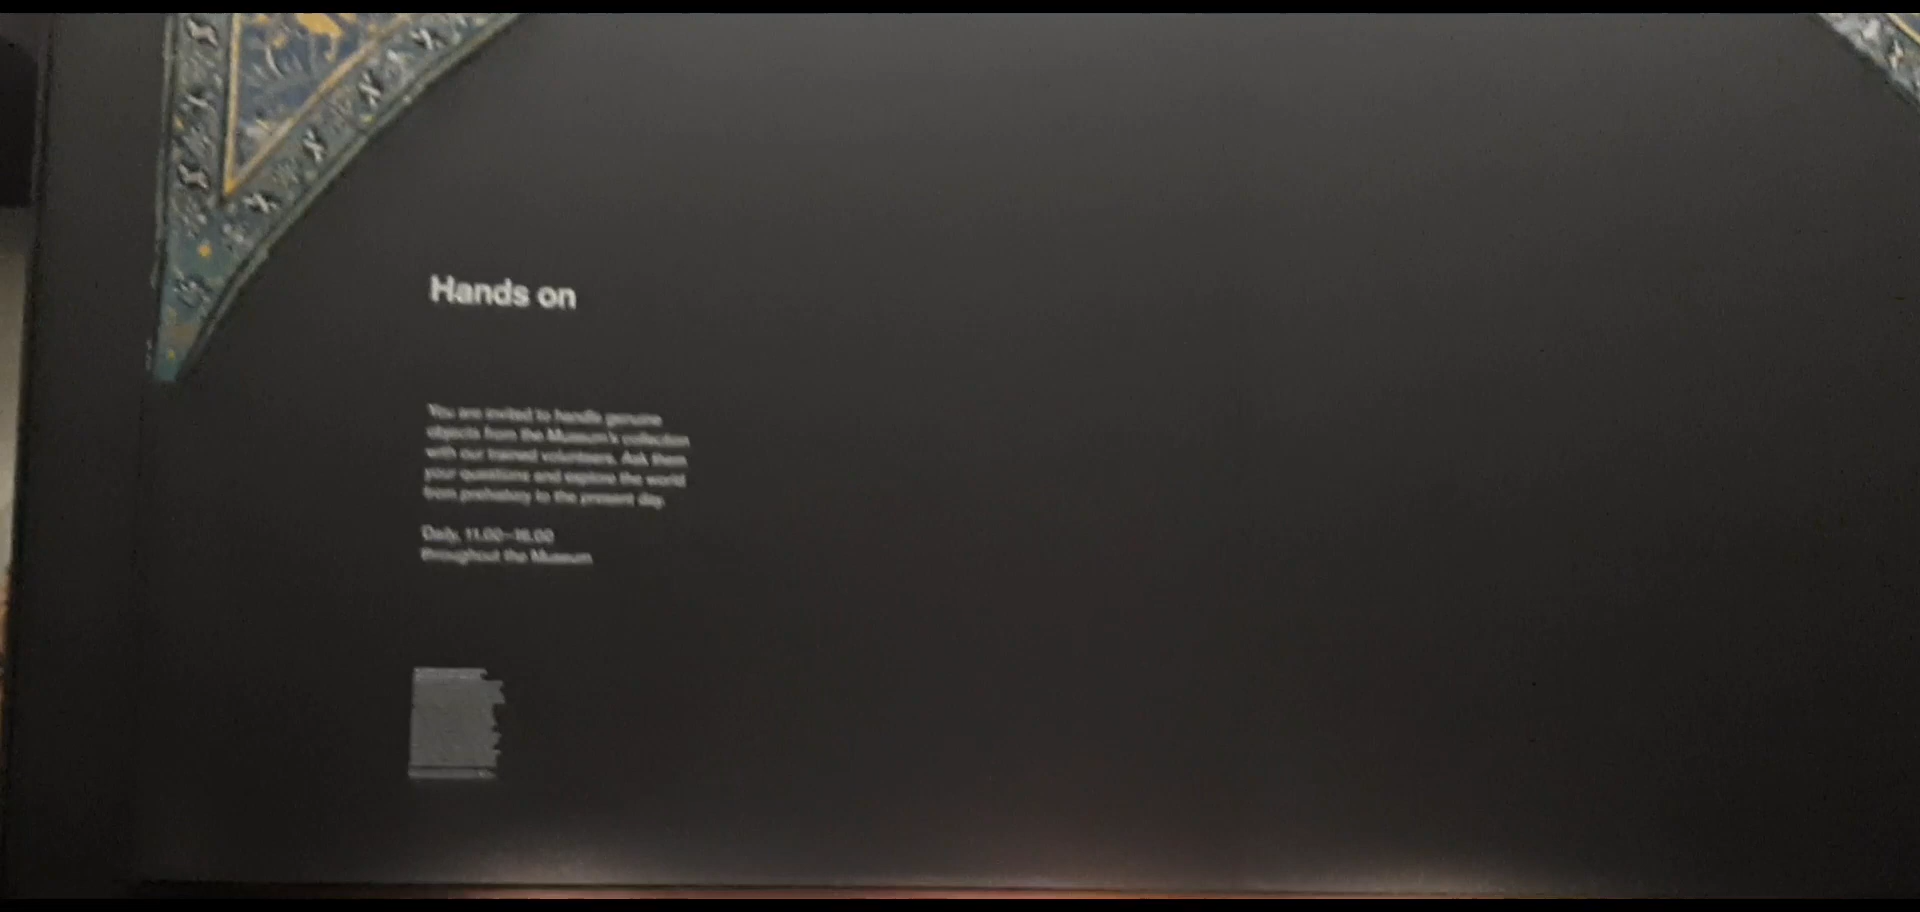 Hands on
You are invited to handle genuine
objects from the Museum's collection
with our trained volunteers. Ask them
your questions and explore the world
from prehistory to the present day.
Daily, 11.00–16.00
throughout the Museum